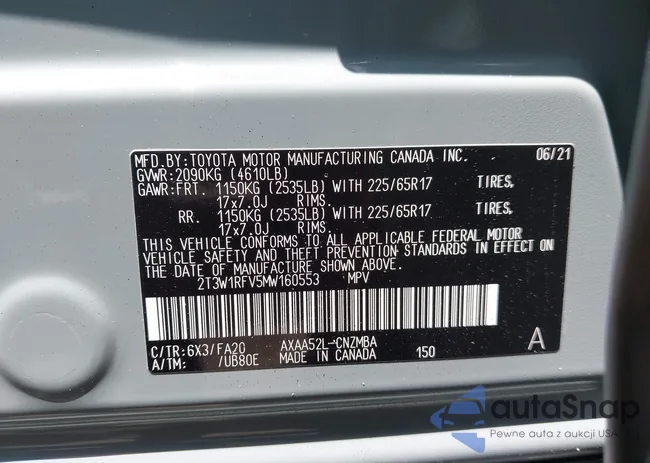 MFD.BY:TOYOTA MOTOR MANUFACTURING CANADA INC. 06/21
GVWR:2090KG (4610LB)
GAWR:FRT. 1150KG (2535LB) WITH 225/65R17 TIRES,
17x7.0J RIMS.
RR. 1150KG (2535LB) WITH 225/65R17 TIRES,
17x7.0J RIMS.
THIS VEHICLE CONFORMS TO ALL APPLICABLE FEDERAL MOTOR
VEHICLE SAFETY AND THEFT PREVENTION STANDARDS IN EFFECT ON
THE DATE OF MANUFACTURE SHOWN ABOVE.
2T3W1RFV5MW160553 MPV
C/TR:6X3/FA20 AXAA52L-CNZMBA A
A/TM: /UB80E MADE IN CANADA 150
autaSnap
Pewne auta z aukcji USA